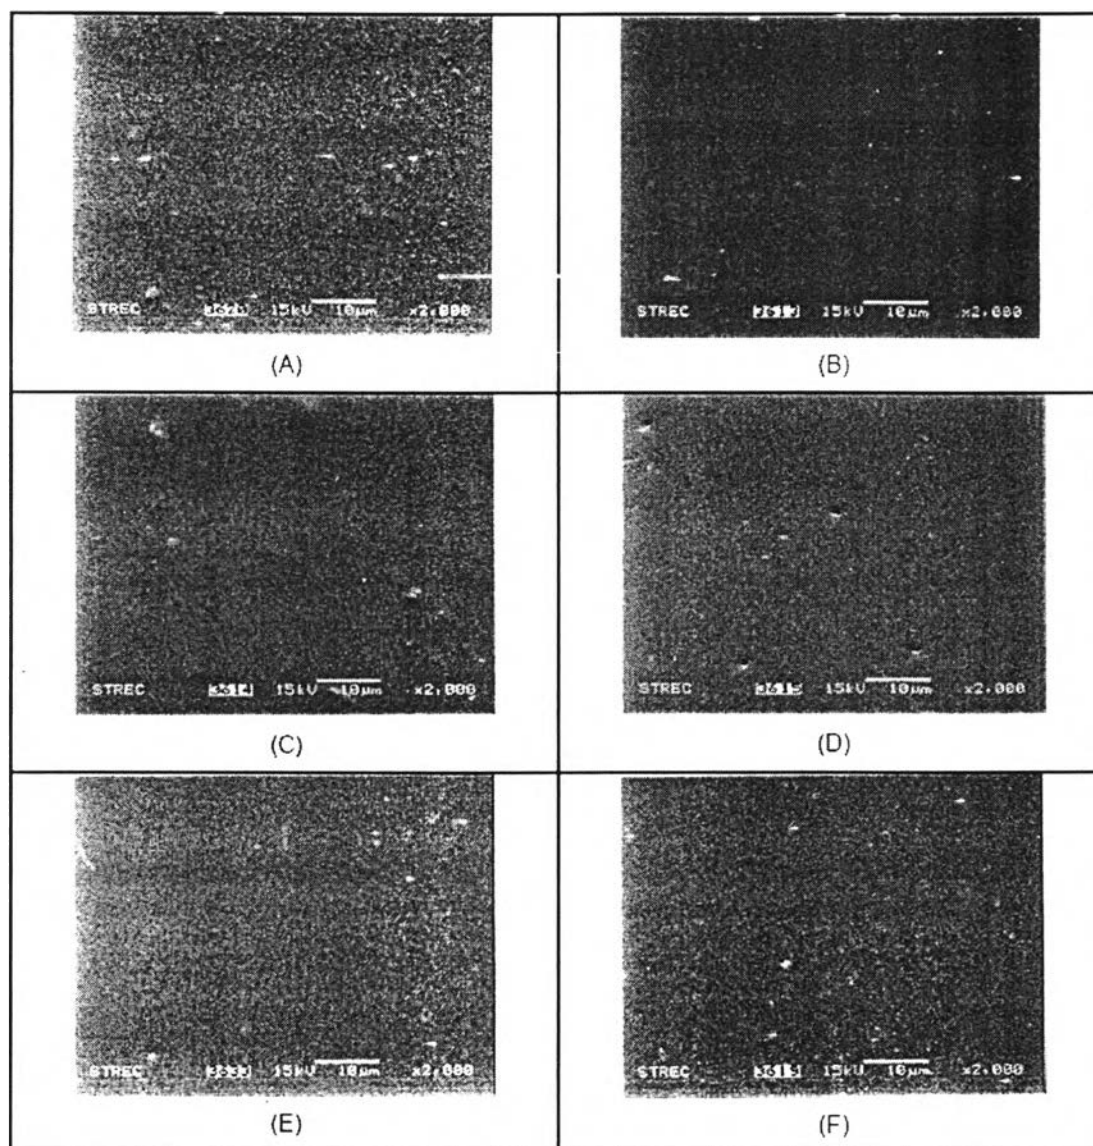 STREC 15kV 10µm x2,000
(A)
STREC 15kV 10µm x2,000
(B)
STREC 3614 15kV 10µm x2,000
(C)
STREC 15kV 10µm x2,000
(D)
STREC 15kV 10µm x2,000
(E)
STREC 15kV 10µm x2,000
(F)